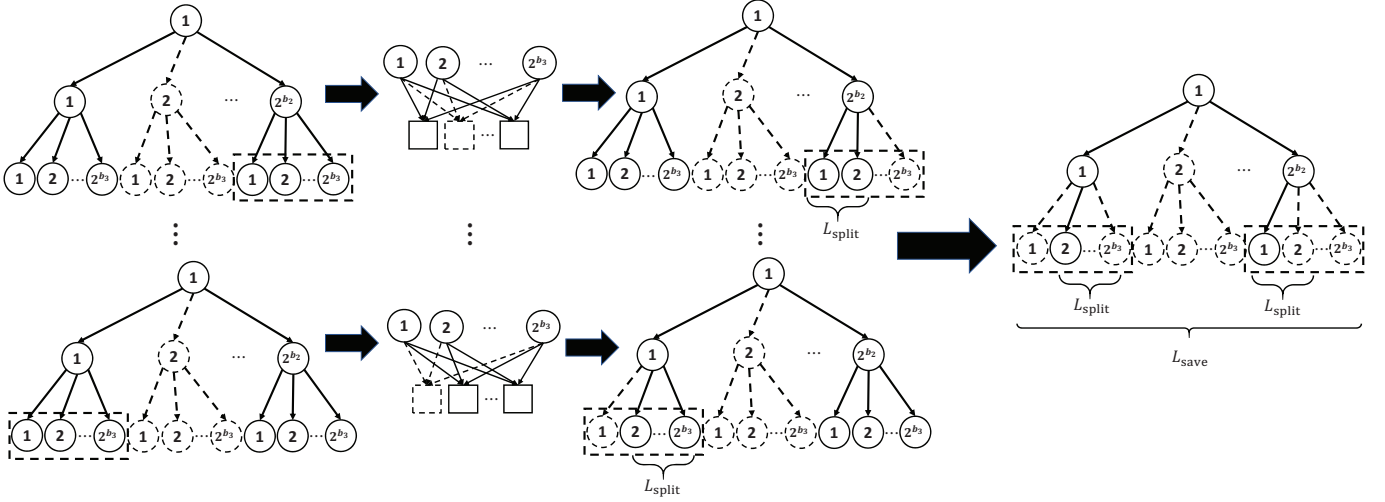 1
1 2 ... 2^{b_2}
1 2 ... 2^{b_3} 1 2 ... 2^{b_3} 1 2 ... 2^{b_3}
1 2 ... 2^{b_3}
...
1
1 2 ... 2^{b_2}
1 2 ... 2^{b_3} 1 2 ... 2^{b_3} 1 2 ... 2^{b_3}
L_split
1
1 2 ... 2^{b_2}
1 2 ... 2^{b_3} 1 2 ... 2^{b_3} 1 2 ... 2^{b_3}
1 2 ... 2^{b_3}
...
1
1 2 ... 2^{b_2}
1 2 ... 2^{b_3} 1 2 ... 2^{b_3} 1 2 ... 2^{b_3}
L_split
1
1 2 ... 2^{b_2}
1 2 ... 2^{b_3} 1 2 ... 2^{b_3} 1 2 ... 2^{b_3}
L_split L_split
L_save